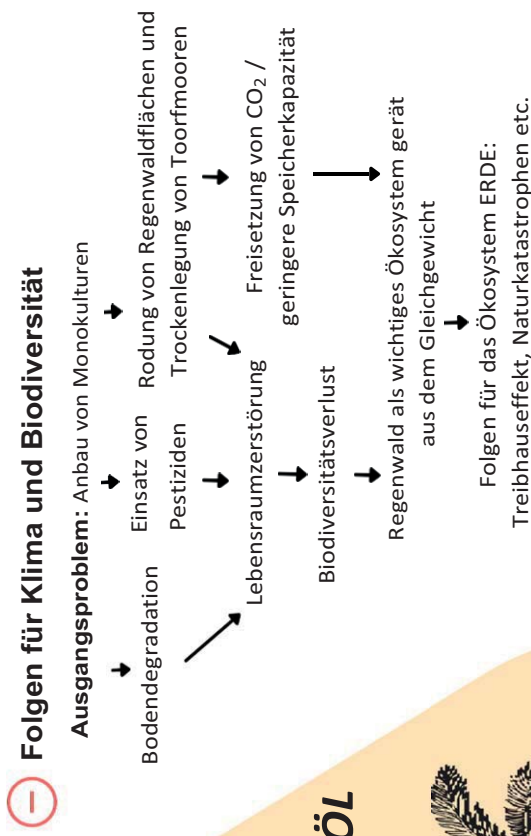 Folgen für Klima und Biodiversität
Ausgangsproblem: Anbau von Monokulturen
Bodendegradation
Einsatz von
Pestiziden
Rodung von Regenwaldflächen und
Trockenlegung von Toorfmooren
Lebensraumzerstörung
Freisetzung von CO₂ /
geringere Speicherkapazität
Biodiversitätsverlust
Regenwald als wichtiges Ökosystem gerät
aus dem Gleichgewicht
Folgen für das Ökosystem ERDE:
Treibhauseffekt, Naturkatastrophen etc.
ÖL